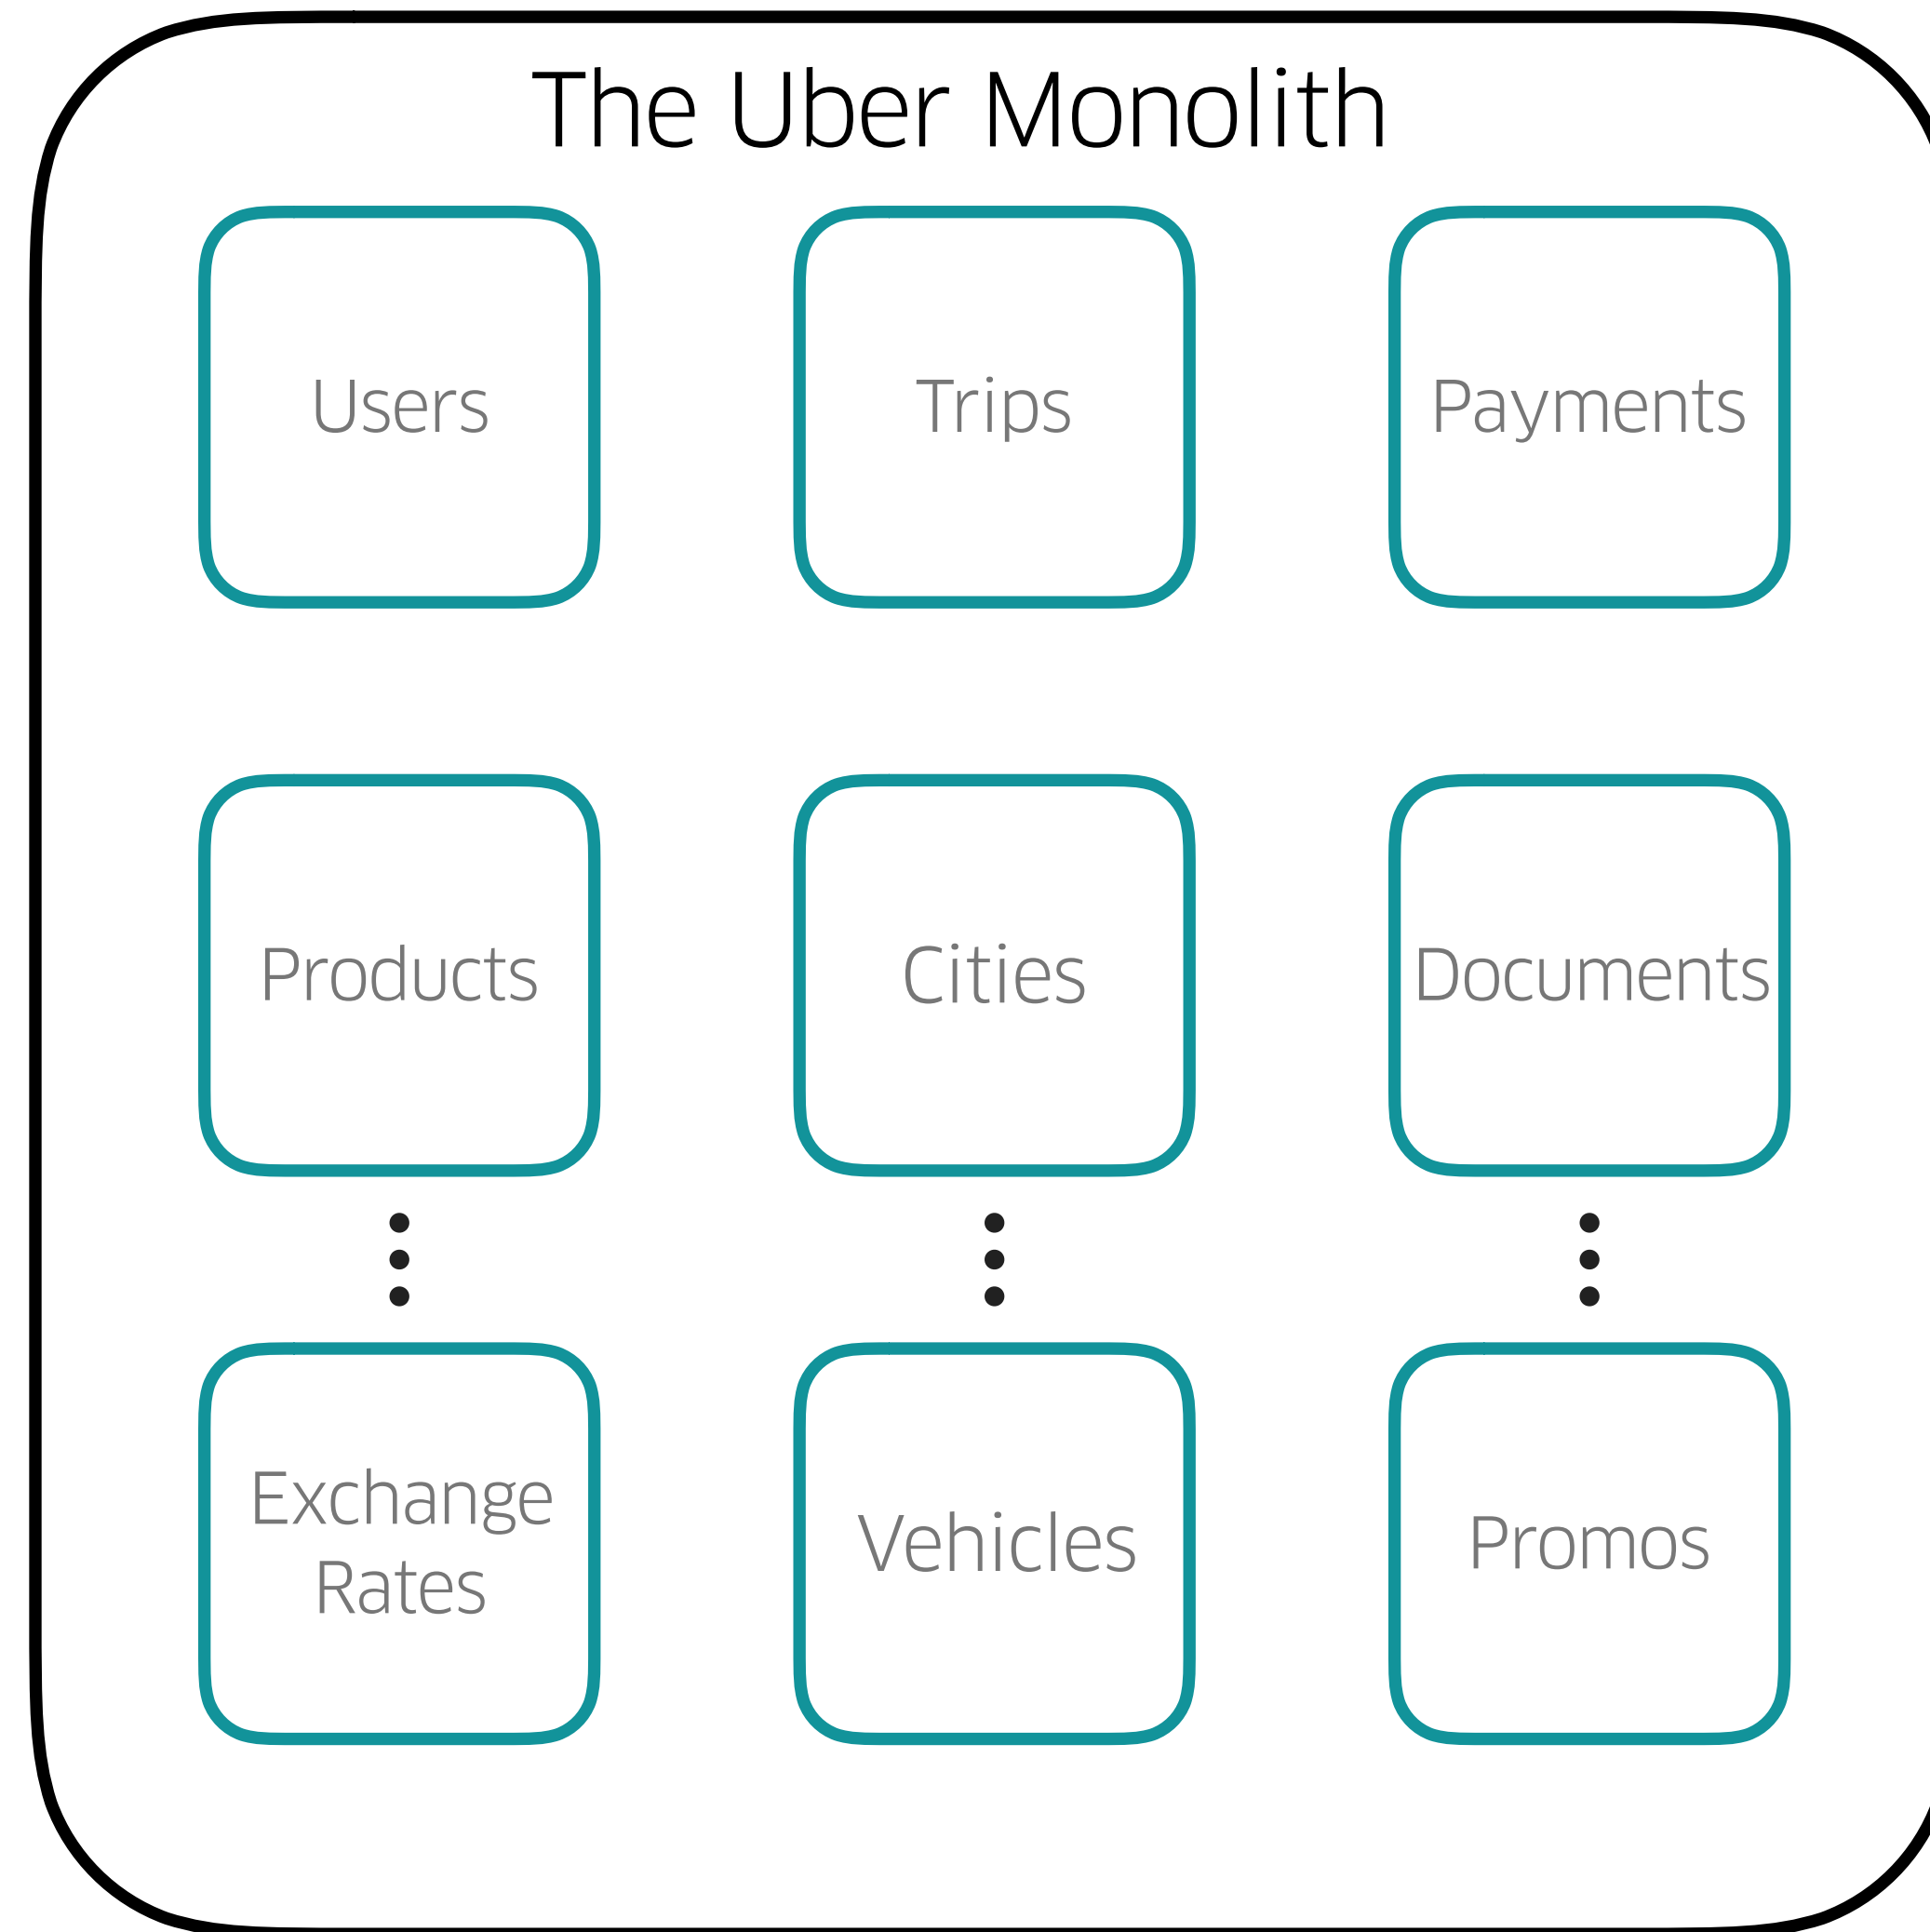 The Uber Monolith
Users
Trips
Payments
Products
Cities
Documents
Exchange
Rates
Vehicles
Promos